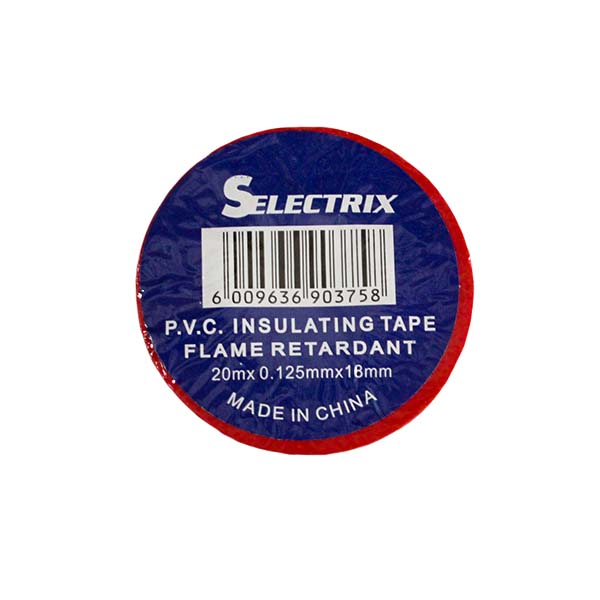 SELECTRIX
6 009636 903758
P.V.C. INSULATING TAPE
FLAME RETARDANT
20mx 0.125mmx18mm
MADE IN CHINA